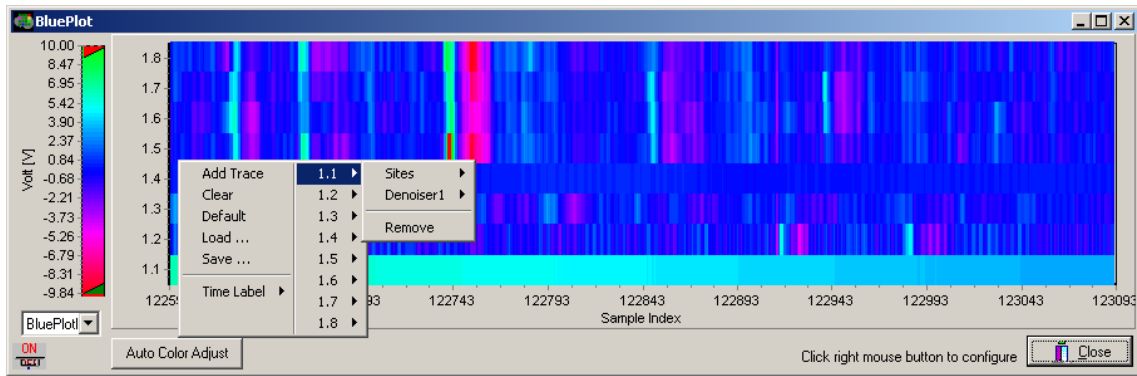 BluePlot
10.00
8.47
6.95
5.42
3.90
2.37
0.84
-0.68
-2.21
-3.73
-5.26
-6.79
-8.31
-9.84
Volt [V]
1.8
1.7
1.6
1.5
1.4
1.3
1.2
1.1
Add Trace
Clear
Default
Load ...
Save ...
Time Label
1.1
1.2
1.3
1.4
1.5
1.6
1.7
1.8
Sites
Denoiser1
Remove
122743 122793 122843 122893 122943 122993 123043 123093
Sample Index
BluePlotI
ON
Auto Color Adjust
Click right mouse button to configure
Close